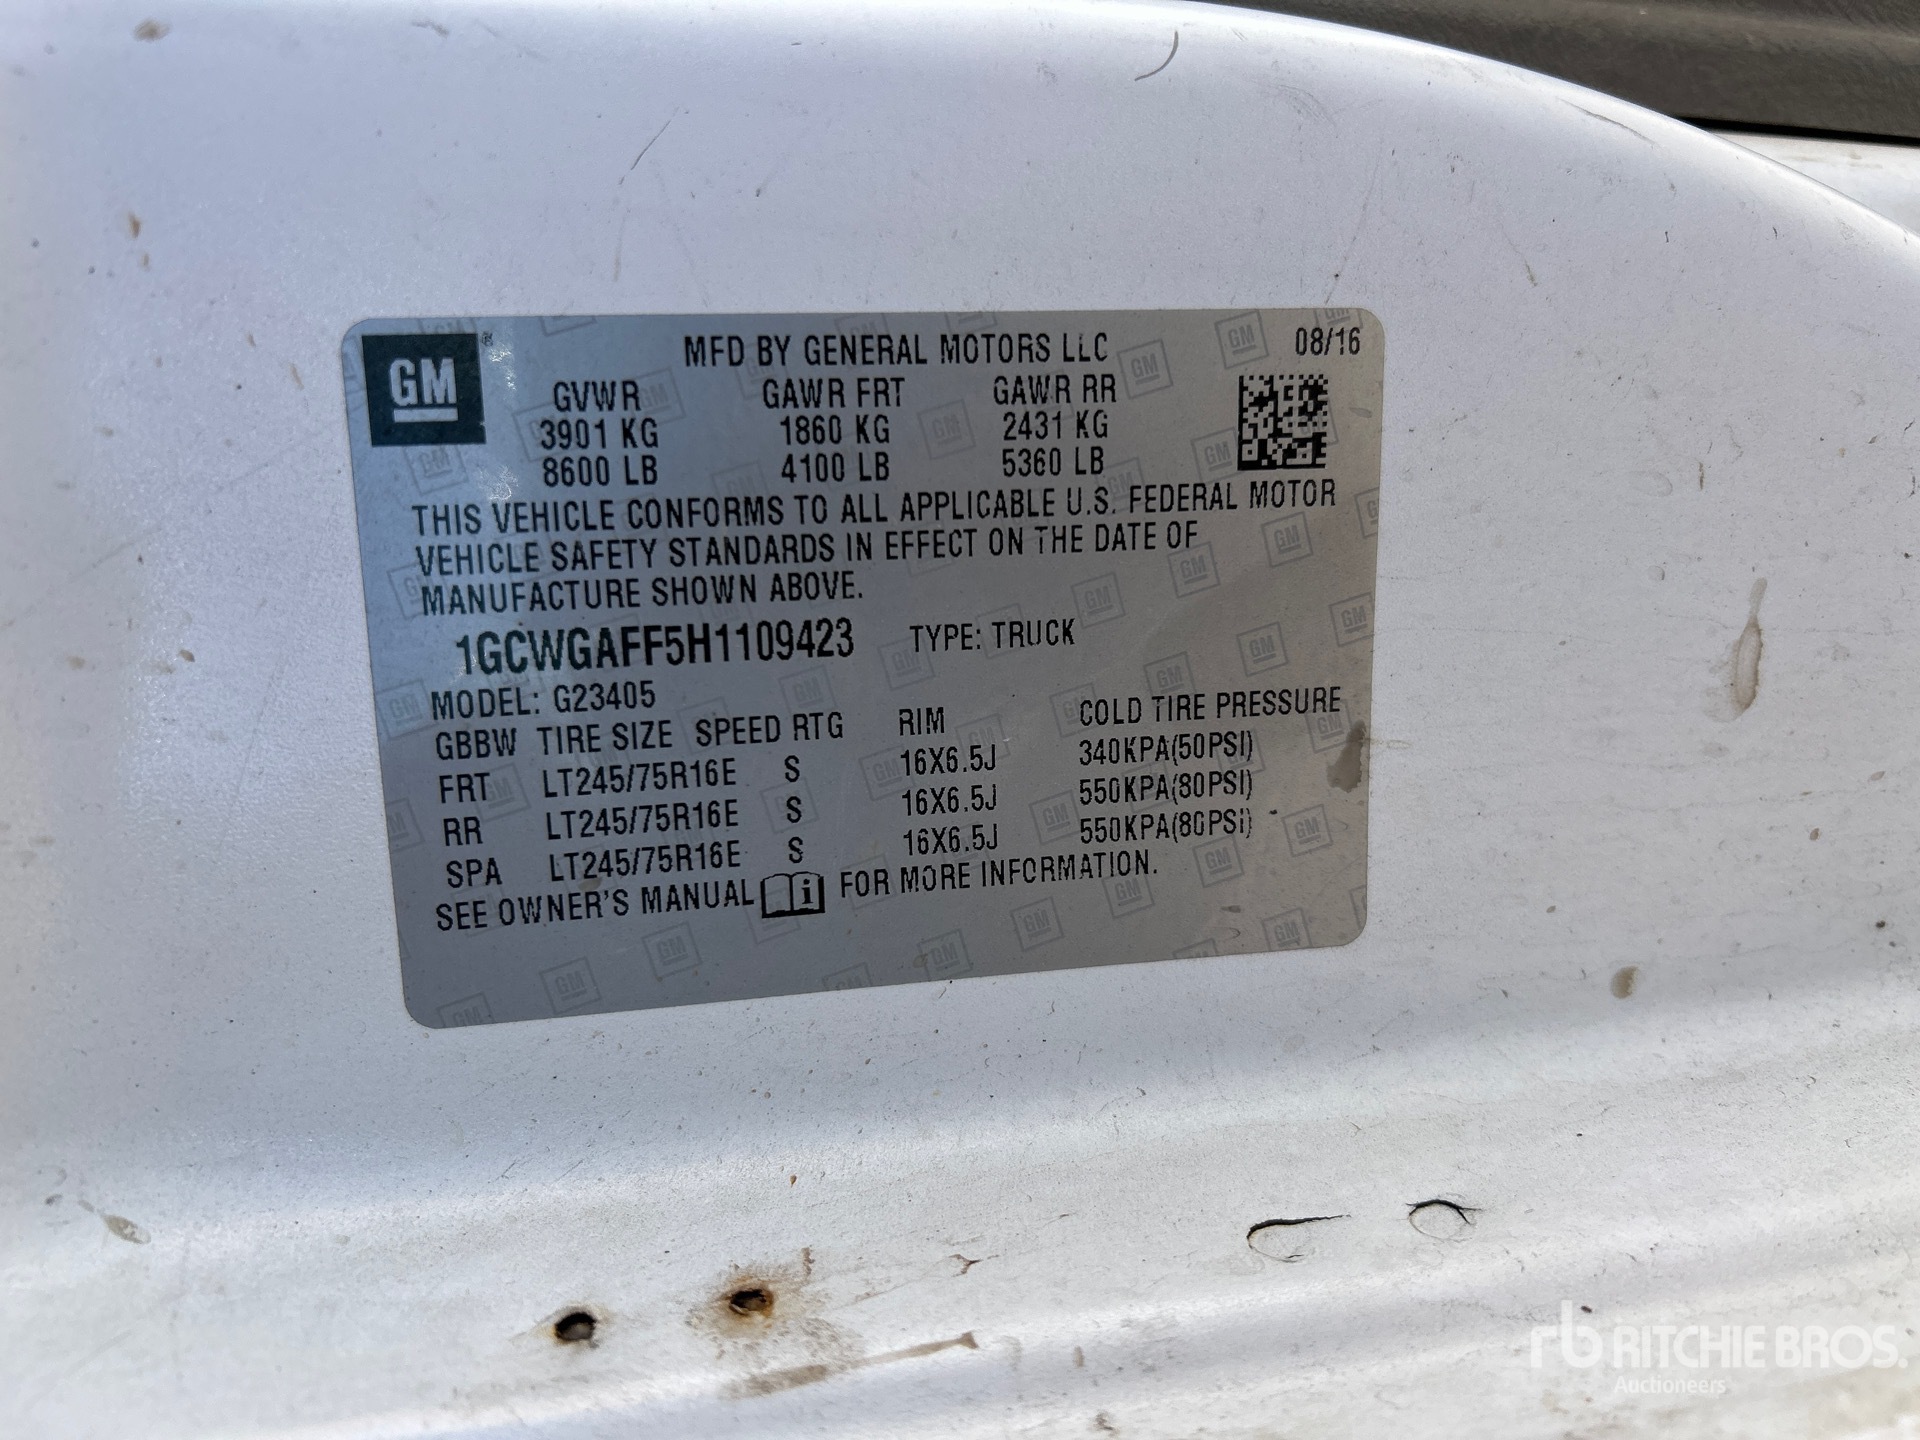 GM
MFD BY GENERAL MOTORS LLC 08/16
GVWR GAWR FRT GAWR RR
3901 KG 1860 KG 2431 KG
8600 LB 4100 LB 5360 LB
THIS VEHICLE CONFORMS TO ALL APPLICABLE U.S. FEDERAL MOTOR
VEHICLE SAFETY STANDARDS IN EFFECT ON THE DATE OF
MANUFACTURE SHOWN ABOVE.
1GCWGAFF5H1109423 TYPE: TRUCK
MODEL: G23405
GBBW TIRE SIZE SPEED RTG RIM COLD TIRE PRESSURE
FRT LT245/75R16E S 16X6.5J 340KPA(50PSI)
RR LT245/75R16E S 16X6.5J 550KPA(80PSI)
SPA LT245/75R16E S 16X6.5J 550KPA(80PSI)
SEE OWNER'S MANUAL i FOR MORE INFORMATION.
rb RITCHIE BROS.
Auctioneers